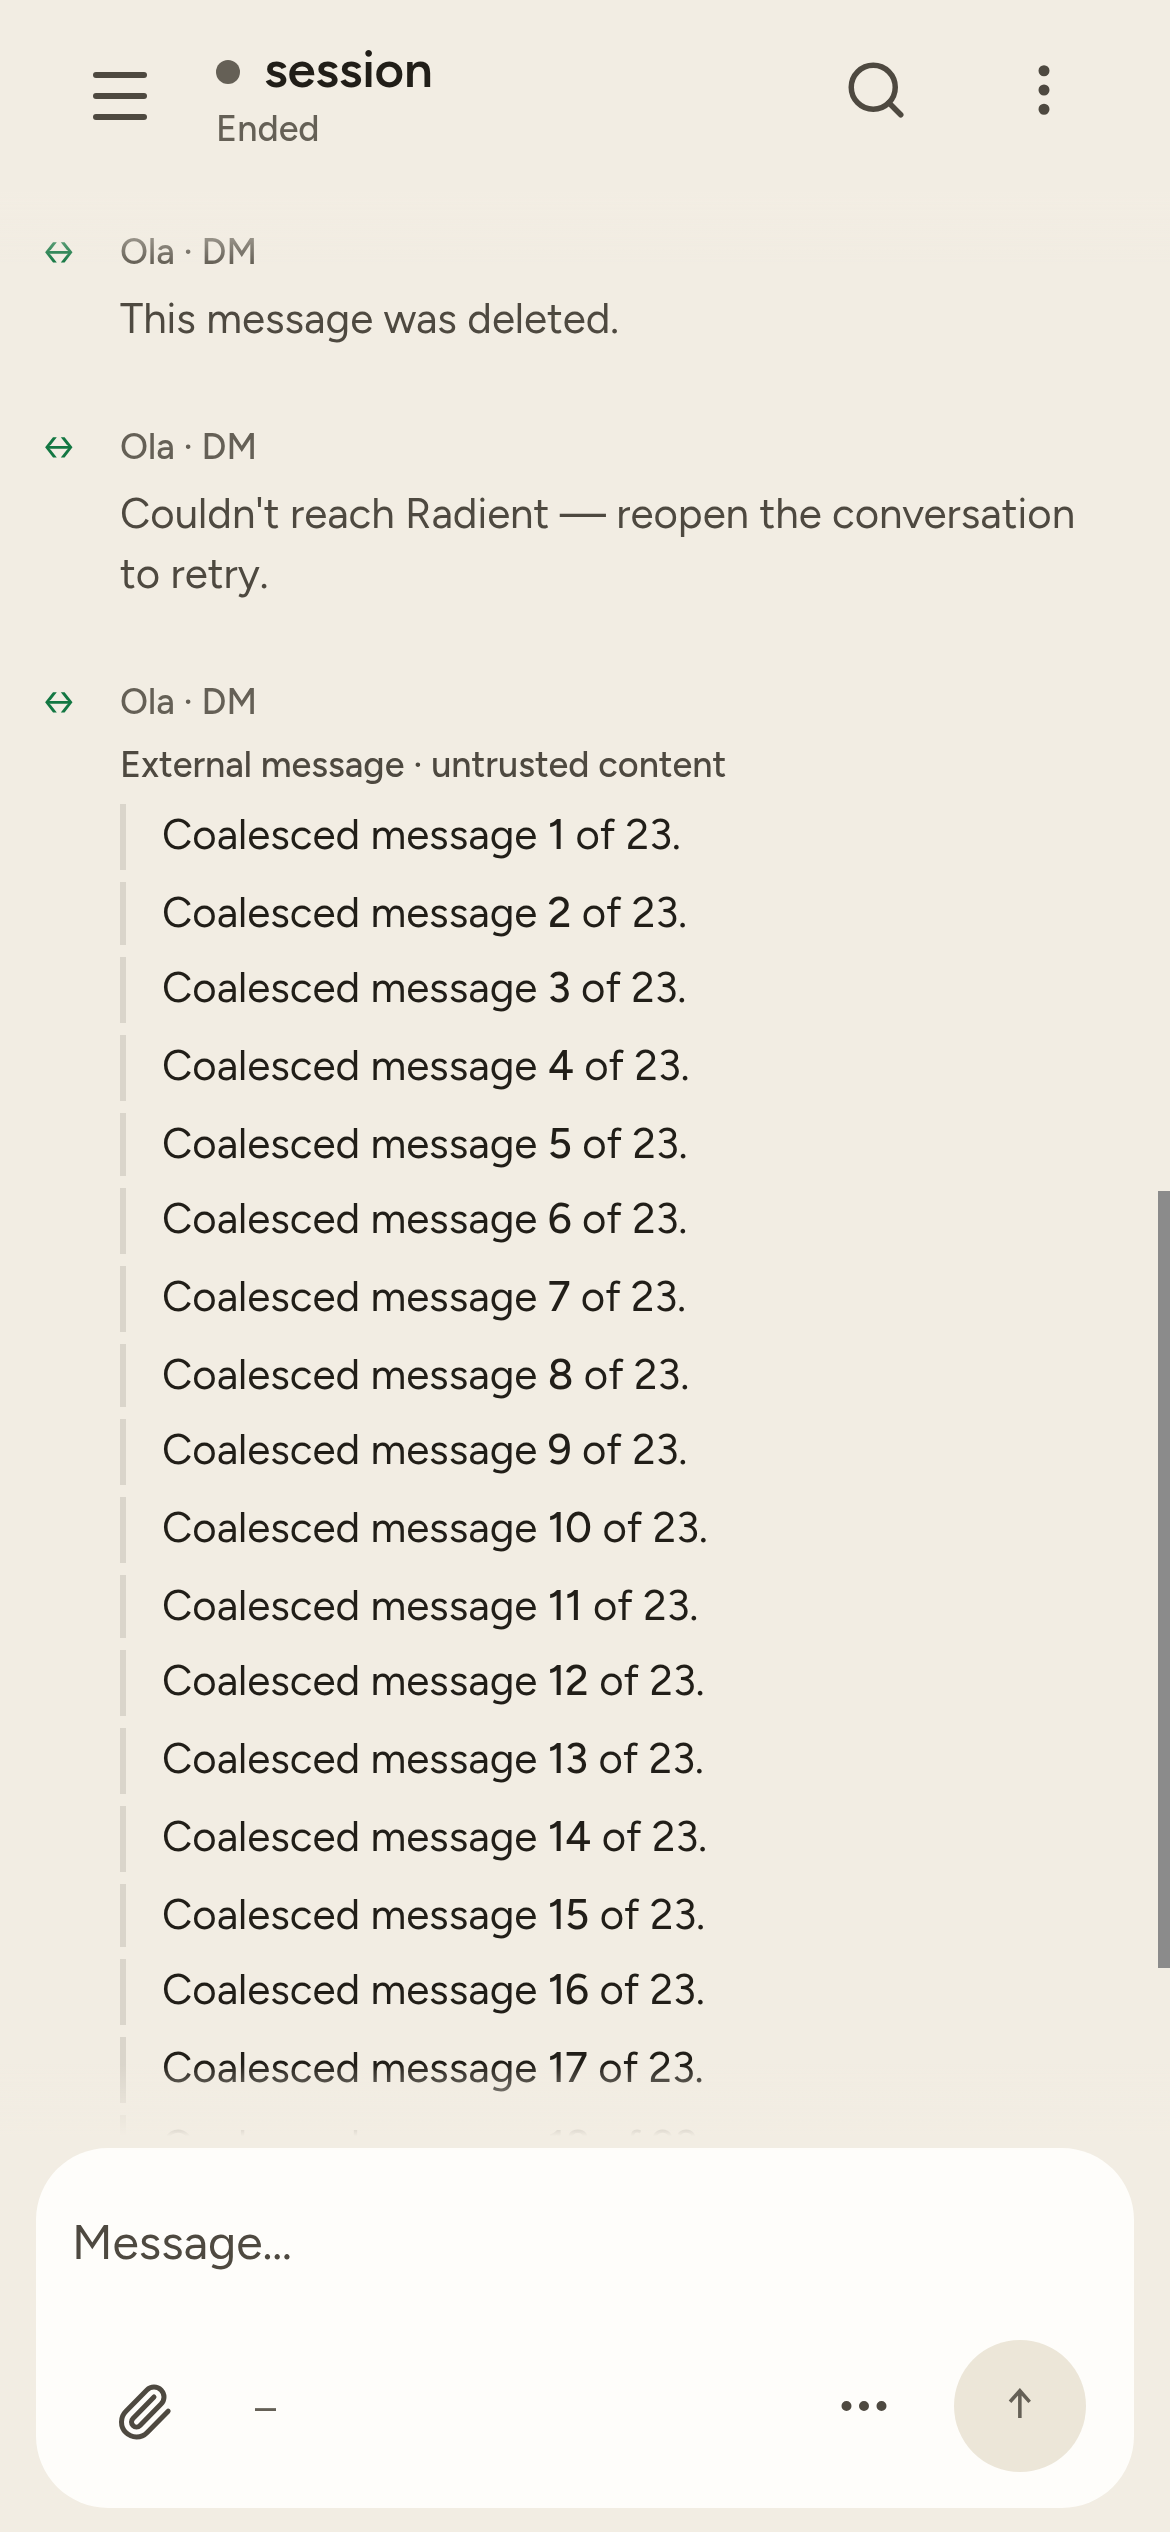 session
Ended
Ola · DM
This message was deleted.
Ola · DM
Couldn't reach Radient — reopen the conversation
to retry.
Ola · DM
External message · untrusted content
Coalesced message 1 of 23.
Coalesced message 2 of 23.
Coalesced message 3 of 23.
Coalesced message 4 of 23.
Coalesced message 5 of 23.
Coalesced message 6 of 23.
Coalesced message 7 of 23.
Coalesced message 8 of 23.
Coalesced message 9 of 23.
Coalesced message 10 of 23.
Coalesced message 11 of 23.
Coalesced message 12 of 23.
Coalesced message 13 of 23.
Coalesced message 14 of 23.
Coalesced message 15 of 23.
Coalesced message 16 of 23.
Coalesced message 17 of 23.
Message...
–